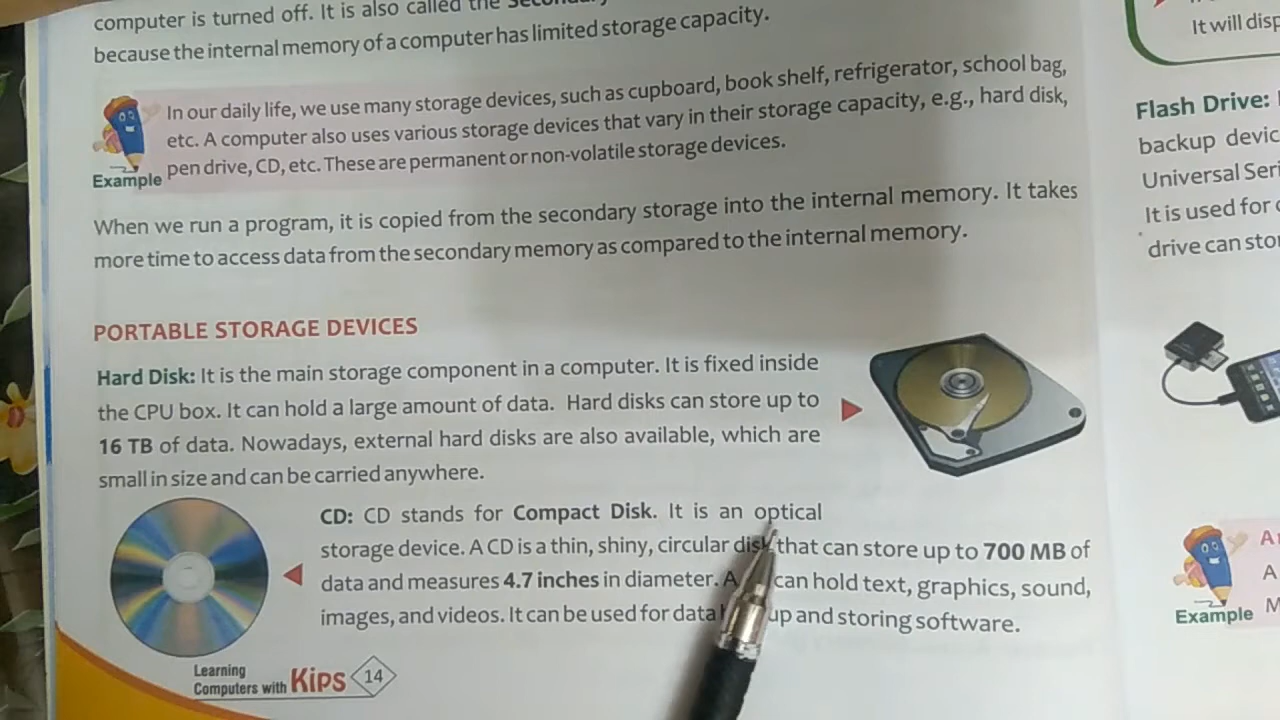 computer is turned off. It is also called the
because the internal memory of a computer has limited storage capacity.
In our daily life, we use many storage devices, such as cupboard, book shelf, refrigerator, school bag,
etc. A computer also uses various storage devices that vary in their storage capacity, e.g., hard disk,
pen drive, CD, etc. These are permanent or non-volatile storage devices.
Example
When we run a program, it is copied from the secondary storage into the internal memory. It takes
more time to access data from the secondary memory as compared to the internal memory.
PORTABLE STORAGE DEVICES
Hard Disk: It is the main storage component in a computer. It is fixed inside
the CPU box. It can hold a large amount of data. Hard disks can store up to
16 TB of data. Nowadays, external hard disks are also available, which are
small in size and can be carried anywhere.
CD: CD stands for Compact Disk. It is an optical
storage device. A CD is a thin, shiny, circular disk that can store up to 700 MB of
data and measures 4.7 inches in diameter. A can hold text, graphics, sound,
images, and videos. It can be used for data up and storing software.
Learning
Computers with Kips 14
It will
Flash Drive:
backup
Universal
It is used for
drive can
Example
A